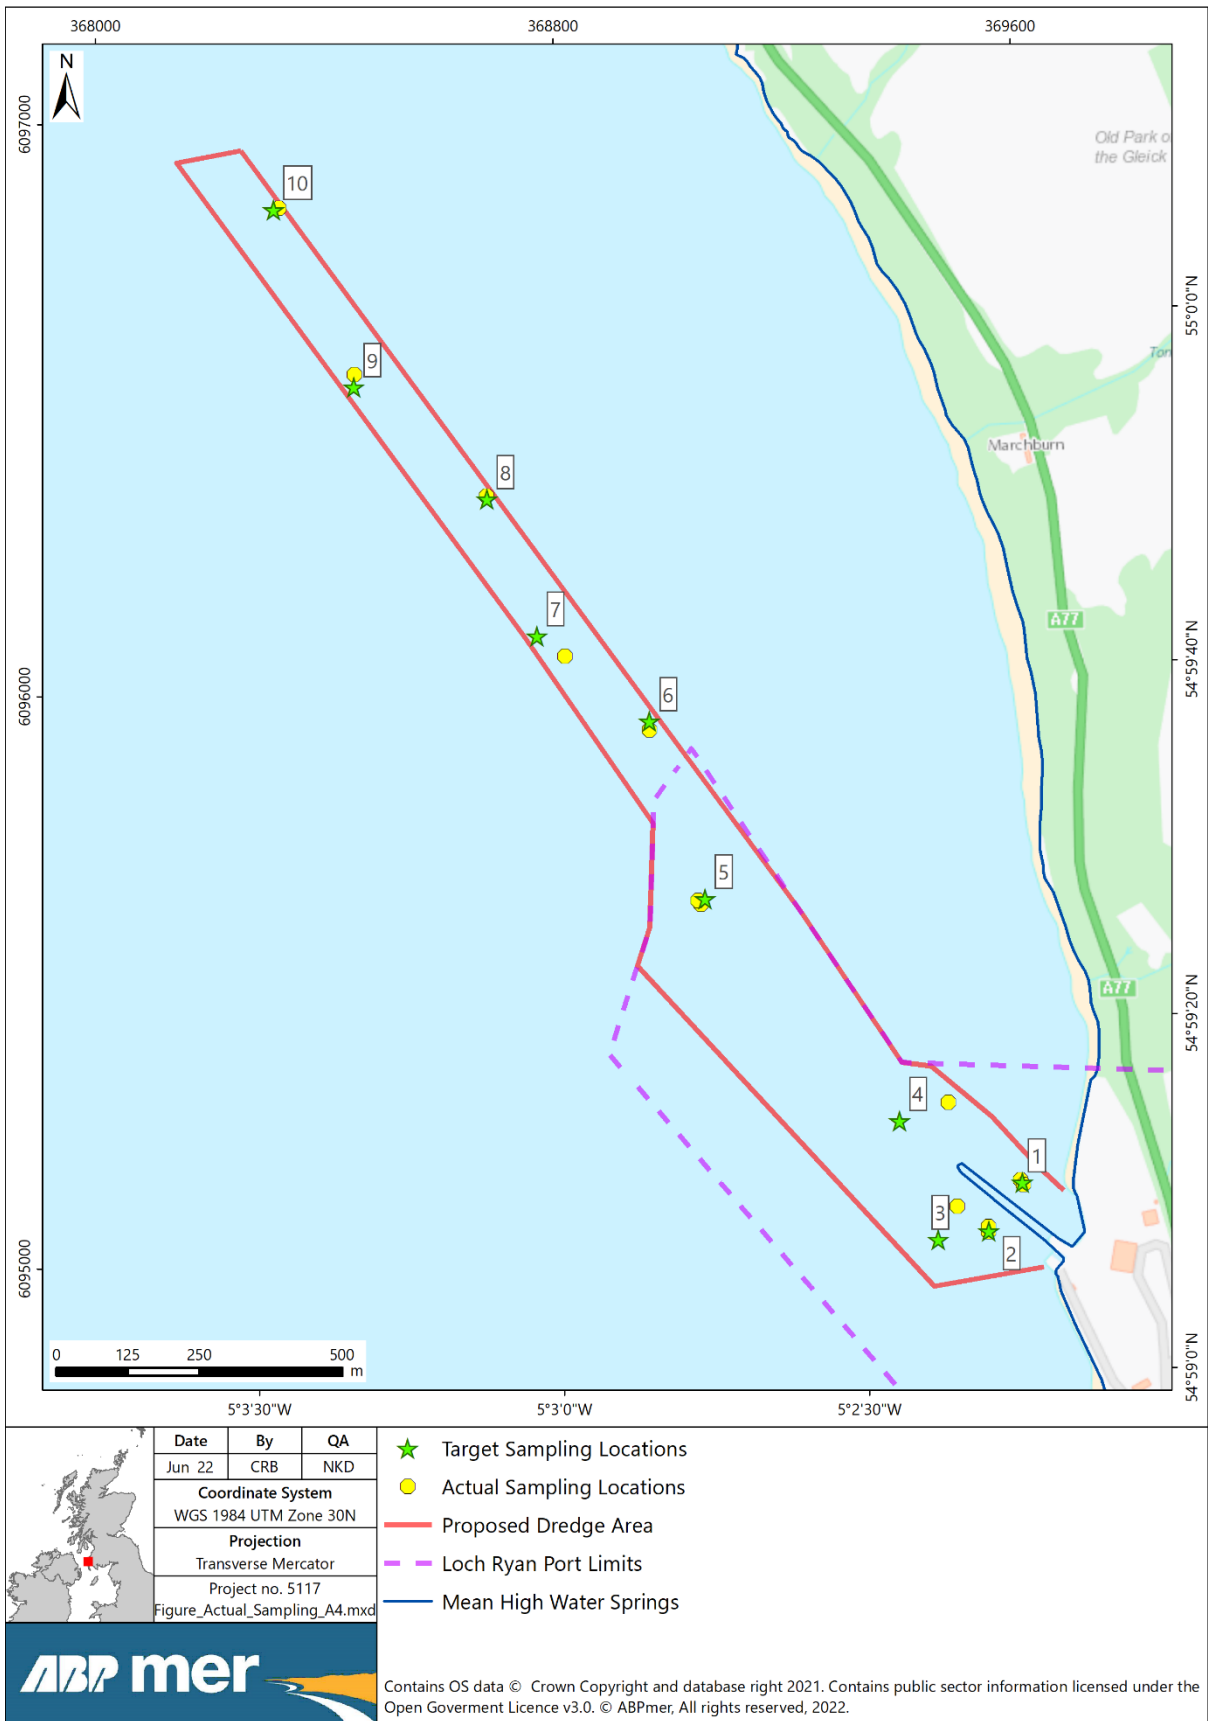 368000
368800
369600
N
6097000
Old Park o
the Gleick
10
55°0'0"N
Ton
9
Marchburn
8
7
A77
54°59'40"N
6096000
6
5
A77
54°59'20"N
4
1
3
2
6095000
0 125 250 500
m
54°59'0"N
5°3'30"W
5°3'0"W
5°2'30"W
Date By QA
Jun 22 CRB NKD
Coordinate System
WGS 1984 UTM Zone 30N
Projection
Transverse Mercator
Project no. 5117
Figure_Actual_Sampling_A4.mxd
Target Sampling Locations
Actual Sampling Locations
Proposed Dredge Area
Loch Ryan Port Limits
Mean High Water Springs
ABPmer
Contains OS data © Crown Copyright and database right 2021. Contains public sector information licensed under the
Open Goverment Licence v3.0. © ABPmer, All rights reserved, 2022.